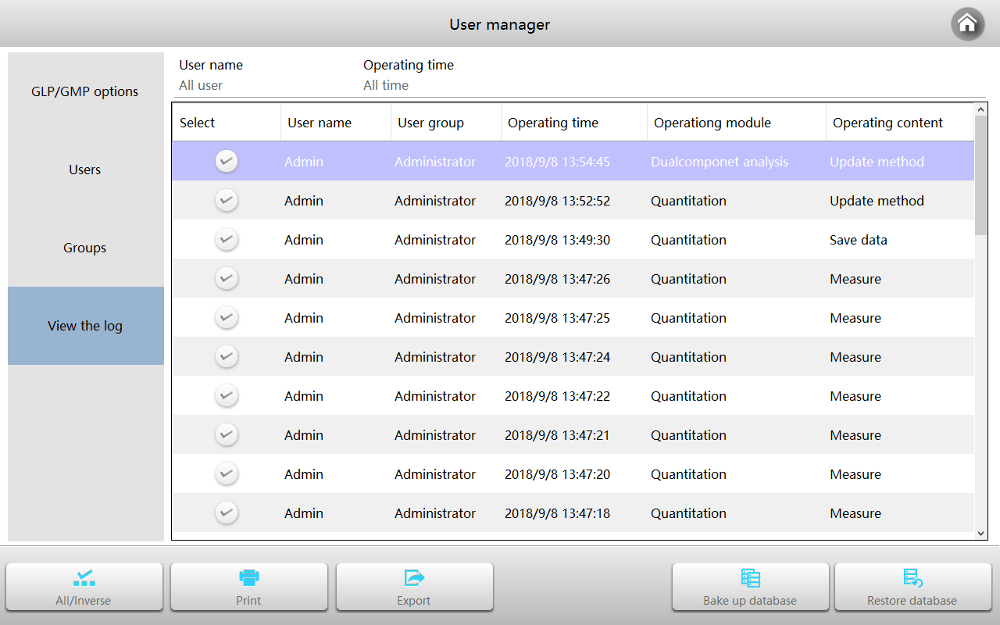 User manager
GLP/GMP options
Users
Groups
View the log
User name Operating time
All user All time
Select User name User group Operating time Operationg module Operating content
Admin Administrator 2018/9/8 13:54:45 Dualcomponet analysis Update method
Admin Administrator 2018/9/8 13:52:52 Quantitation Update method
Admin Administrator 2018/9/8 13:49:30 Quantitation Save data
Admin Administrator 2018/9/8 13:47:26 Quantitation Measure
Admin Administrator 2018/9/8 13:47:25 Quantitation Measure
Admin Administrator 2018/9/8 13:47:24 Quantitation Measure
Admin Administrator 2018/9/8 13:47:22 Quantitation Measure
Admin Administrator 2018/9/8 13:47:21 Quantitation Measure
Admin Administrator 2018/9/8 13:47:20 Quantitation Measure
Admin Administrator 2018/9/8 13:47:18 Quantitation Measure
All/Inverse Print Export Bake up database Restore database